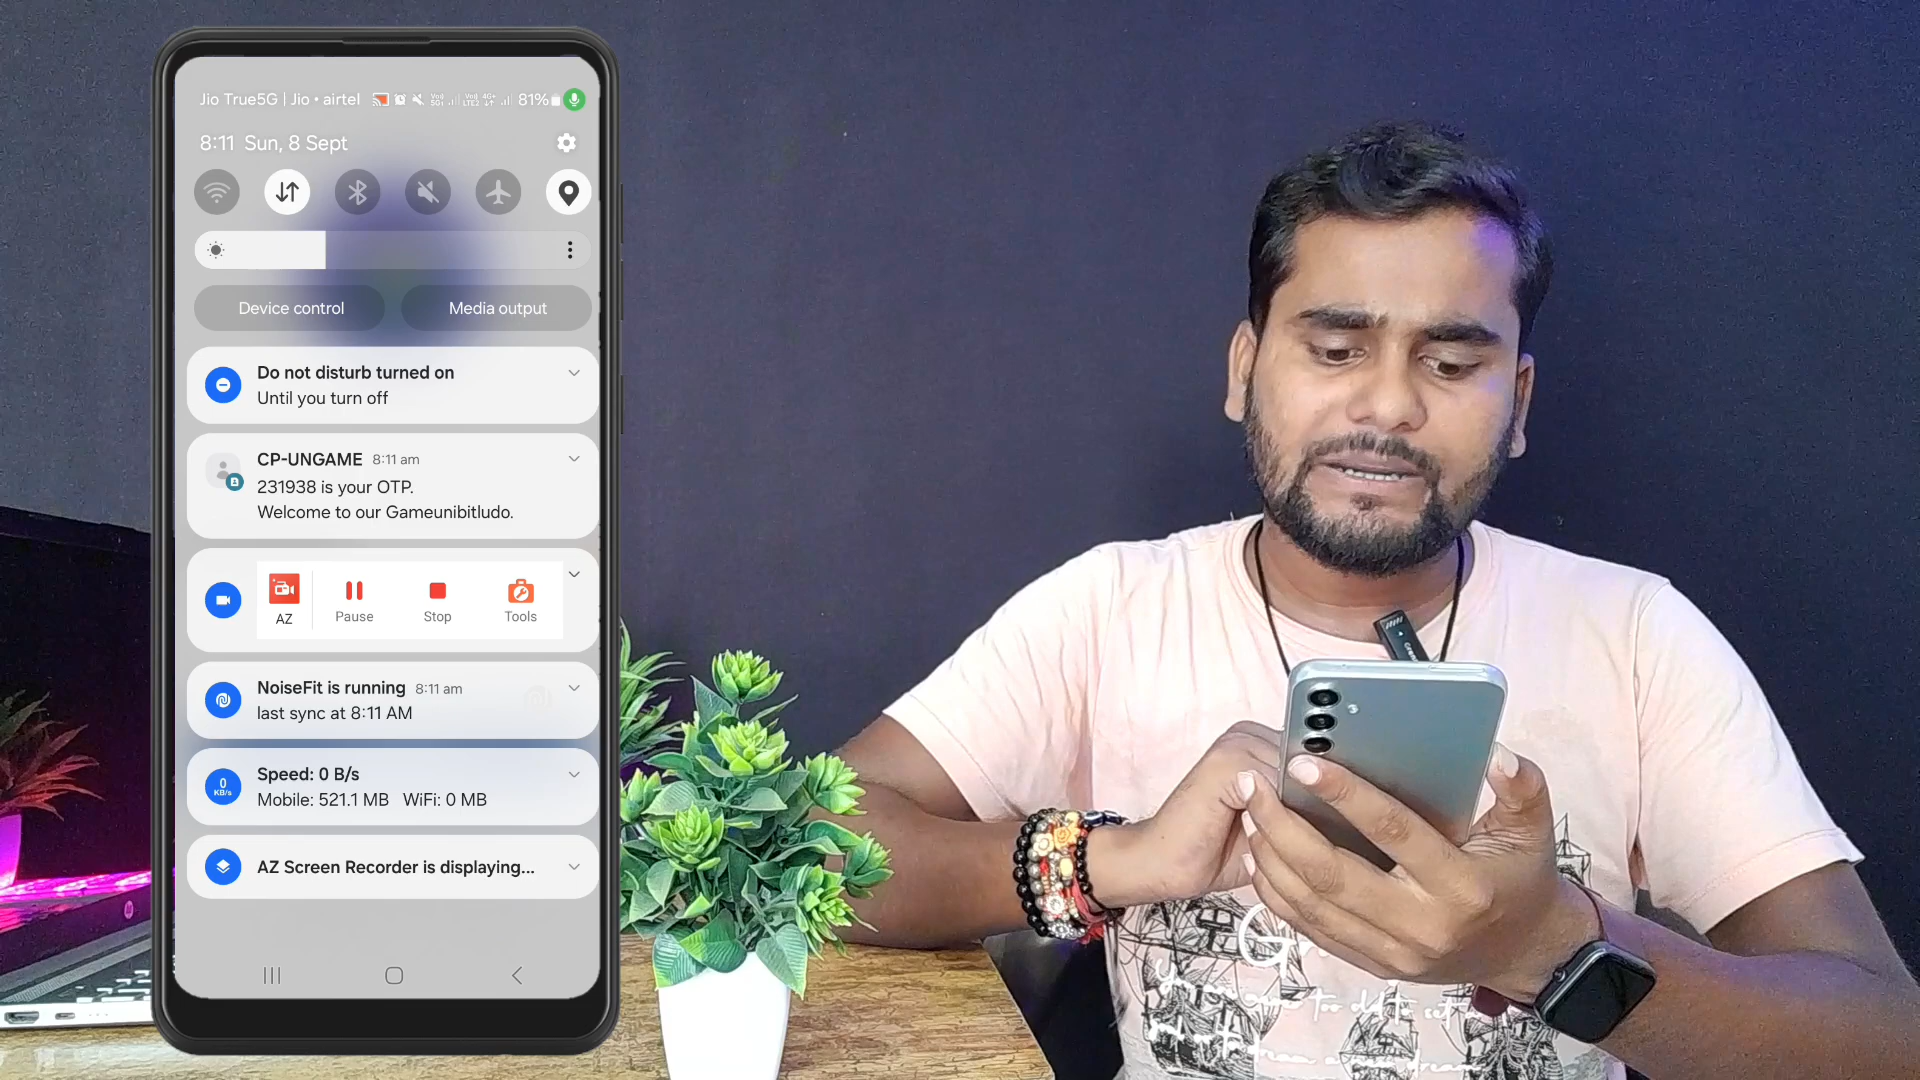 Jio True5G | Jio • airtel 81%
8:11 Sun, 8 Sept
Device control Media output
Do not disturb turned on
Until you turn off
CP-UNGAME 8:11 am
231938 is your OTP.
Welcome to our Gameunibitludo.
AZ Pause Stop Tools
NoiseFit is running 8:11 am
last sync at 8:11 AM
0
KB/s
Speed: 0 B/s
Mobile: 521.1 MB WiFi: 0 MB
AZ Screen Recorder is displaying...